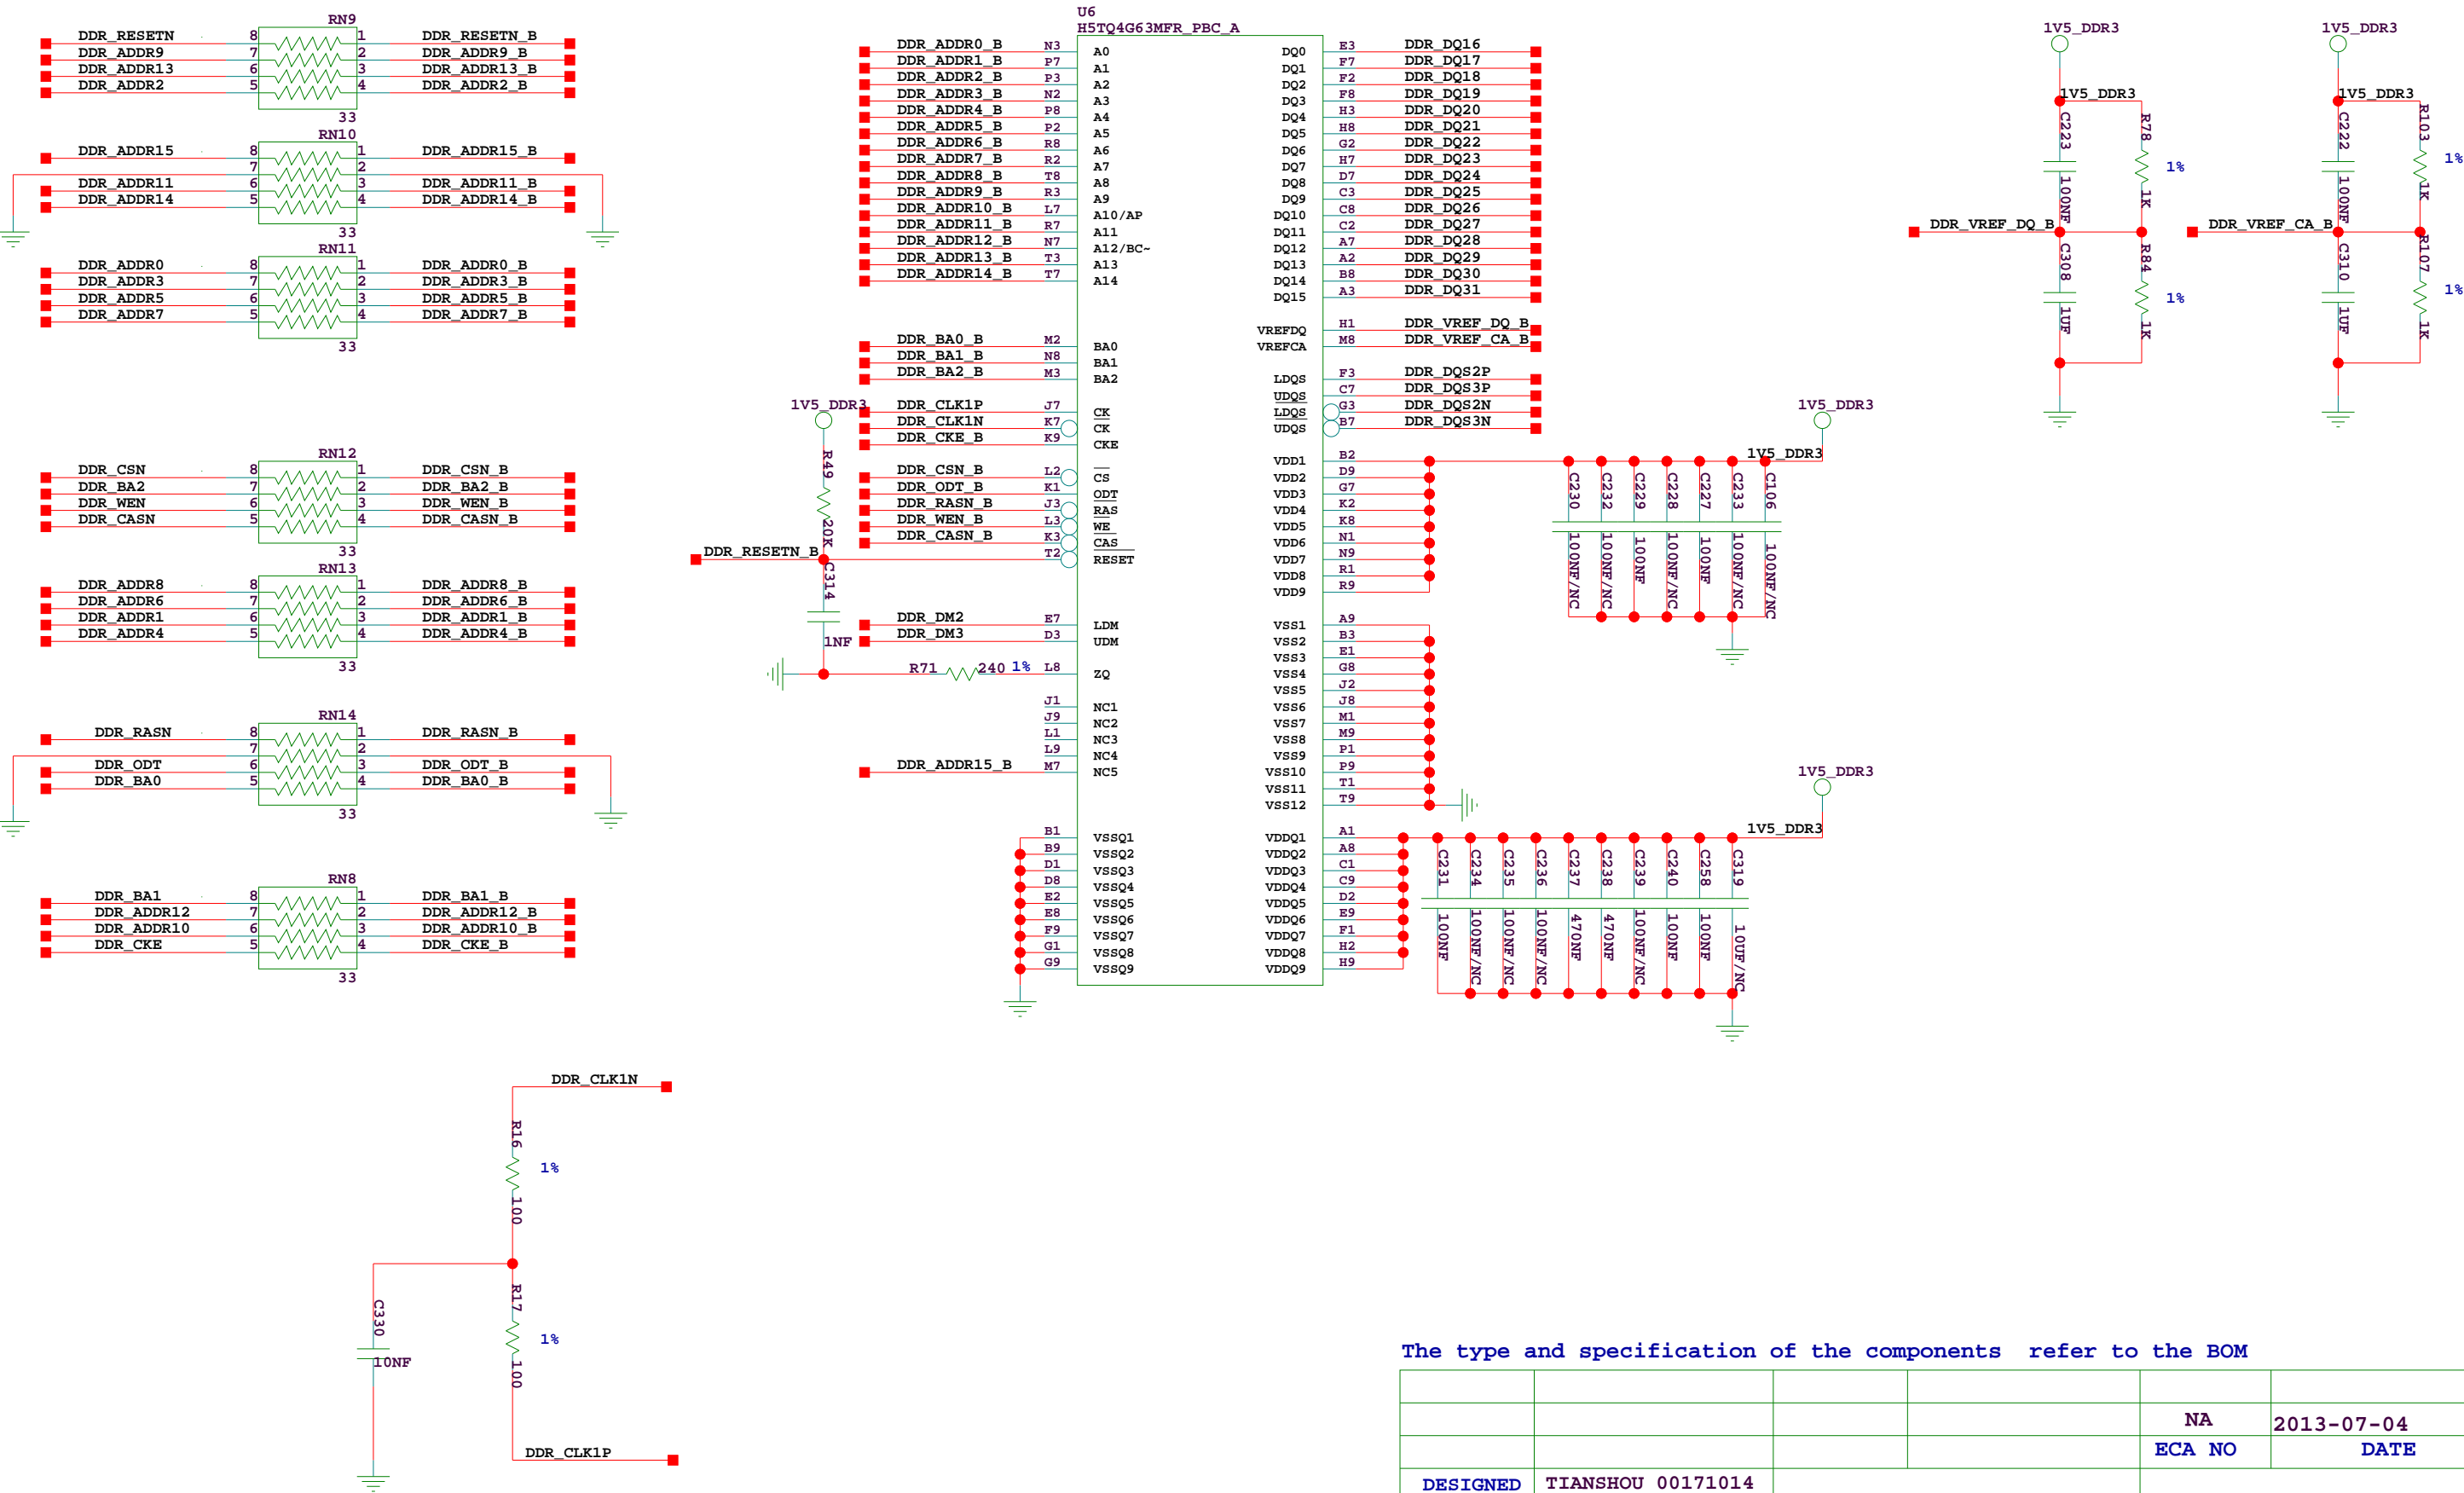 RN9
DDR_RESETN 8 1 DDR_RESETN_B
DDR_ADDR9 7 2 DDR_ADDR9_B
DDR_ADDR13 6 3 DDR_ADDR13_B
DDR_ADDR2 5 4 DDR_ADDR2_B
33
RN10
DDR_ADDR15 8 1 DDR_ADDR15_B
7 2
DDR_ADDR11 6 3 DDR_ADDR11_B
DDR_ADDR14 5 4 DDR_ADDR14_B
33
RN11
DDR_ADDR0 8 1 DDR_ADDR0_B
DDR_ADDR3 7 2 DDR_ADDR3_B
DDR_ADDR5 6 3 DDR_ADDR5_B
DDR_ADDR7 5 4 DDR_ADDR7_B
33
RN12
DDR_CSN 8 1 DDR_CSN_B
DDR_BA2 7 2 DDR_BA2_B
DDR_WEN 6 3 DDR_WEN_B
DDR_CASN 5 4 DDR_CASN_B
33
RN13
DDR_ADDR8 8 1 DDR_ADDR8_B
DDR_ADDR6 7 2 DDR_ADDR6_B
DDR_ADDR1 6 3 DDR_ADDR1_B
DDR_ADDR4 5 4 DDR_ADDR4_B
33
RN14
DDR_RASN 8 1 DDR_RASN_B
7 2
DDR_ODT 6 3 DDR_ODT_B
DDR_BA0 5 4 DDR_BA0_B
33
RN8
DDR_BA1 8 1 DDR_BA1_B
DDR_ADDR12 7 2 DDR_ADDR12_B
DDR_ADDR10 6 3 DDR_ADDR10_B
DDR_CKE 5 4 DDR_CKE_B
33
DDR_CLK1N
R16
1%
100
R17
1%
100
C330
10NF
DDR_CLK1P
U6
H5TQ4G63MFR_PBC_A
DDR_ADDR0_B N3 A0
DDR_ADDR1_B P7 A1
DDR_ADDR2_B P3 A2
DDR_ADDR3_B N2 A3
DDR_ADDR4_B P8 A4
DDR_ADDR5_B P2 A5
DDR_ADDR6_B R8 A6
DDR_ADDR7_B R2 A7
DDR_ADDR8_B T8 A8
DDR_ADDR9_B R3 A9
DDR_ADDR10_B L7 A10/AP
DDR_ADDR11_B R7 A11
DDR_ADDR12_B N7 A12/BC~
DDR_ADDR13_B T3 A13
DDR_ADDR14_B T7 A14
DDR_BA0_B M2 BA0
DDR_BA1_B N8 BA1
DDR_BA2_B M3 BA2
1V5_DDR3
DDR_CLK1P J7 CK
DDR_CLK1N K7 CK
DDR_CKE_B K9 CKE
R49
20K
DDR_CSN_B L2 CS
DDR_ODT_B K1 ODT
DDR_RASN_B J3 RAS
DDR_WEN_B L3 WE
DDR_CASN_B K3 CAS
DDR_RESETN_B T2 RESET
C314
1NF
DDR_DM2 E7 LDM
DDR_DM3 D3 UDM
R71 240 1% L8 ZQ
J1 NC1
J9 NC2
L1 NC3
L9 NC4
DDR_ADDR15_B M7 NC5
B1 VSSQ1
B9 VSSQ2
D1 VSSQ3
D8 VSSQ4
E2 VSSQ5
E8 VSSQ6
F9 VSSQ7
G1 VSSQ8
G9 VSSQ9
DQ0 E3 DDR_DQ16
DQ1 F7 DDR_DQ17
DQ2 F2 DDR_DQ18
DQ3 F8 DDR_DQ19
DQ4 H3 DDR_DQ20
DQ5 H8 DDR_DQ21
DQ6 G2 DDR_DQ22
DQ7 H7 DDR_DQ23
DQ8 D7 DDR_DQ24
DQ9 C3 DDR_DQ25
DQ10 C8 DDR_DQ26
DQ11 C2 DDR_DQ27
DQ12 A7 DDR_DQ28
DQ13 A2 DDR_DQ29
DQ14 B8 DDR_DQ30
DQ15 A3 DDR_DQ31
VREFDQ H1 DDR_VREF_DQ_B
VREFCA M8 DDR_VREF_CA_B
LDQS F3 DDR_DQS2P
UDQS C7 DDR_DQS3P
LDQS G3 DDR_DQS2N
UDQS B7 DDR_DQS3N
VDD1 B2
VDD2 D9
VDD3 G7
VDD4 K2
VDD5 K8
VDD6 N1
VDD7 N9
VDD8 R1
VDD9 R9
VSS1 A9
VSS2 B3
VSS3 E1
VSS4 G8
VSS5 J2
VSS6 J8
VSS7 M1
VSS8 M9
VSS9 P1
VSS10 P9
VSS11 T1
VSS12 T9
VDDQ1 A1
VDDQ2 A8
VDDQ3 C1
VDDQ4 C9
VDDQ5 D2
VDDQ6 E9
VDDQ7 F1
VDDQ8 H2
VDDQ9 H9
1V5_DDR3
1V5_DDR3
C230 C232 C229 C228 C227 C233 C106
100NF/NC 100NF/NC 100NF 100NF/NC 100NF 100NF/NC 100NF/NC
1V5_DDR3
1V5_DDR3
C231 C234 C235 C236 C237 C238 C239 C240 C258 C319
100NF 100NF/NC 100NF/NC 100NF/NC 470NF 470NF 100NF/NC 100NF 100NF 10UF/NC
1V5_DDR3
1V5_DDR3
C223 R78
1%
100NF 1K
DDR_VREF_DQ_B
C308 R84
1%
1UF 1K
1V5_DDR3
1V5_DDR3
C222 R103
1%
100NF 1K
DDR_VREF_CA_B
C310 R107
1%
1UF 1K
The type and specification of the components refer to the BOM
NA 2013-07-04
ECA NO DATE
DESIGNED TIANSHOU 00171014